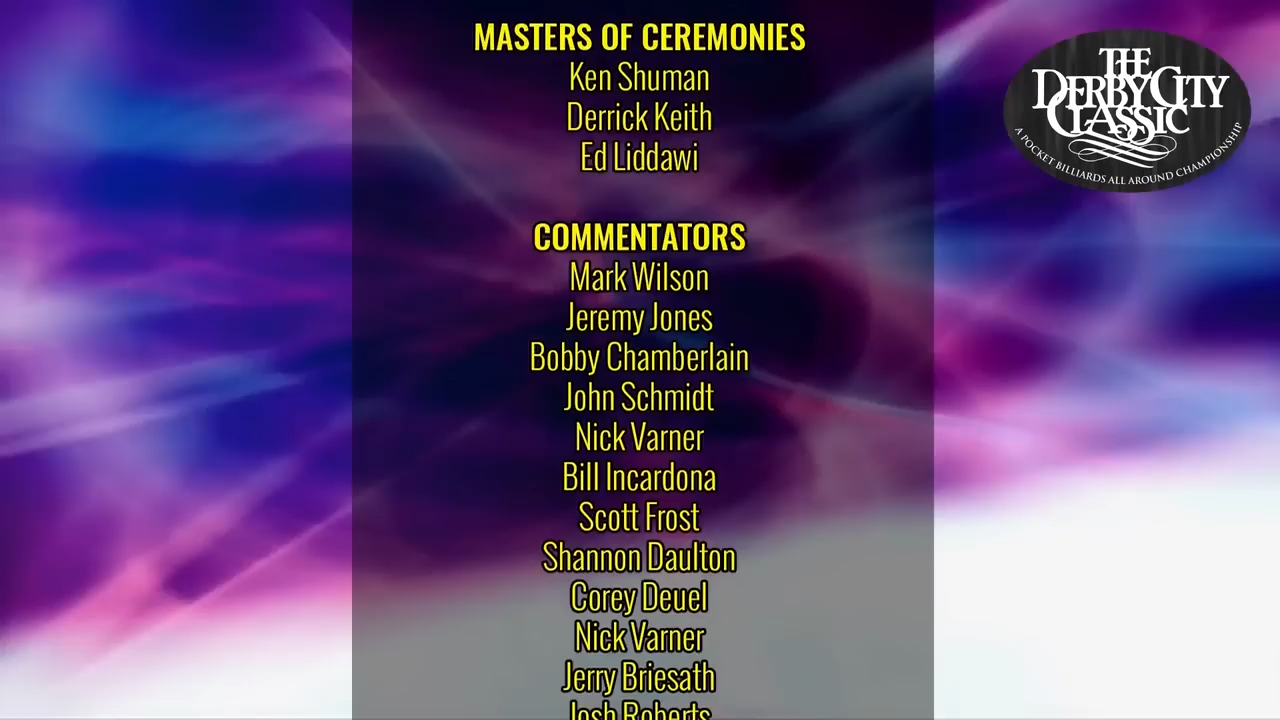 MASTERS OF CEREMONIES
Ken Shuman
Derrick Keith
Ed Liddawi
COMMENTATORS
Mark Wilson
Jeremy Jones
Bobby Chamberlain
John Schmidt
Nick Varner
Bill Incardona
Scott Frost
Shannon Daulton
Corey Deuel
Nick Varner
Jerry Briesath
Josh Roberts
THE
DERBY CITY
CLASSIC
A POCKET BILLIARDS ALL AROUND CHAMPIONSHIP